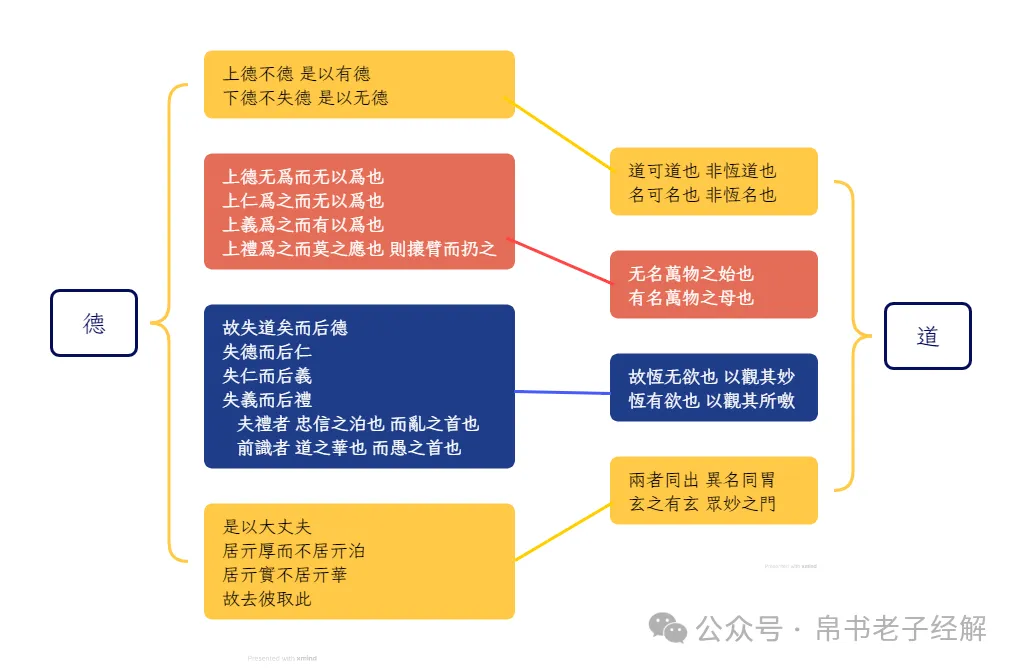 德
上德不德 是以有德
下德不失德 是以无德
上德无爲而无以爲也
上仁爲之而无以爲也
上義爲之而有以爲也
上禮爲之而莫之應也 則攘臂而扔之
故失道矣而后德
失德而后仁
失仁而后義
失義而后禮
夫禮者 忠信之泊也 而亂之首也
前識者 道之華也 而愚之首也
是以大丈夫
居亓厚而不居亓泊
居亓實不居亓華
故去彼取此
道可道也 非恆道也
名可名也 非恆名也
无名萬物之始也
有名萬物之母也
故恆无欲也 以觀其妙
恆有欲也 以觀其所噭
兩者同出 異名同胃
玄之有玄 眾妙之門
道
Presented with xmind
公众号 · 帛书老子经解
Presented with xmind